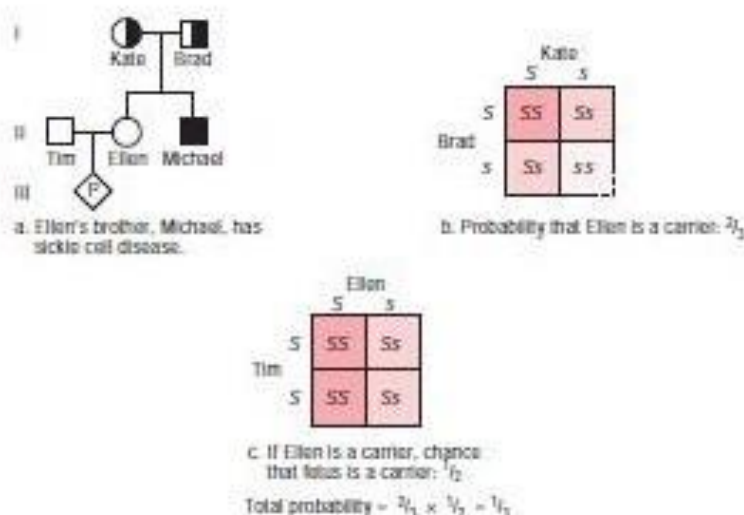 I
Kate Brad
II
Tim Ellen Michael
III
P
a. Ellen's brother, Michael, has
sickle cell disease.
Kate
S s
S SS Ss
Brad
s Ss ss
b. Probability that Ellen is a carrier: 2/3
Ellen
S s
S SS Ss
Tim
S SS Ss
c. If Ellen is a carrier, chance
that fetus is a carrier: 1/2
Total probability = 2/3 × 1/2 = 1/3